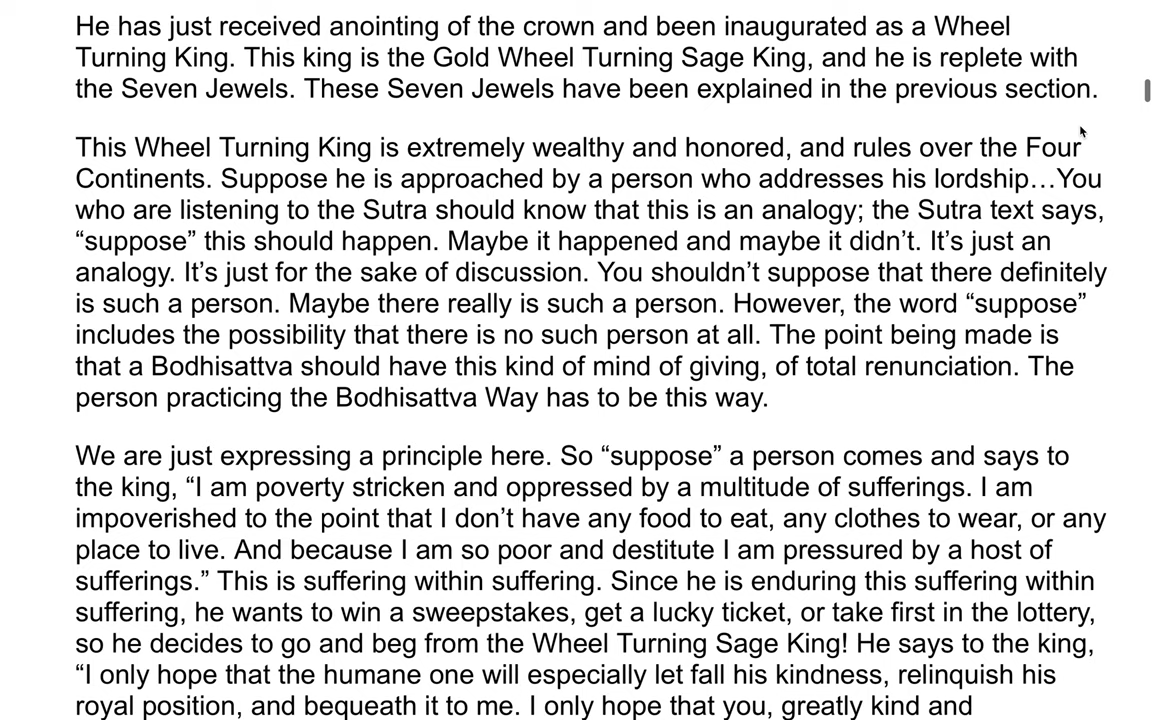 He has just received anointing of the crown and been inaugurated as a Wheel
Turning King. This king is the Gold Wheel Turning Sage King, and he is replete with
the Seven Jewels. These Seven Jewels have been explained in the previous section.
This Wheel Turning King is extremely wealthy and honored, and rules over the Four
Continents. Suppose he is approached by a person who addresses his lordship…You
who are listening to the Sutra should know that this is an analogy; the Sutra text says,
“suppose” this should happen. Maybe it happened and maybe it didn’t. It’s just an
analogy. It’s just for the sake of discussion. You shouldn’t suppose that there definitely
is such a person. Maybe there really is such a person. However, the word “suppose”
includes the possibility that there is no such person at all. The point being made is
that a Bodhisattva should have this kind of mind of giving, of total renunciation. The
person practicing the Bodhisattva Way has to be this way.
We are just expressing a principle here. So “suppose” a person comes and says to
the king, “I am poverty stricken and oppressed by a multitude of sufferings. I am
impoverished to the point that I don’t have any food to eat, any clothes to wear, or any
place to live. And because I am so poor and destitute I am pressured by a host of
sufferings.” This is suffering within suffering. Since he is enduring this suffering within
suffering, he wants to win a sweepstakes, get a lucky ticket, or take first in the lottery,
so he decides to go and beg from the Wheel Turning Sage King! He says to the king,
“I only hope that the humane one will especially let fall his kindness, relinquish his
royal position, and bequeath it to me. I only hope that you, greatly kind and